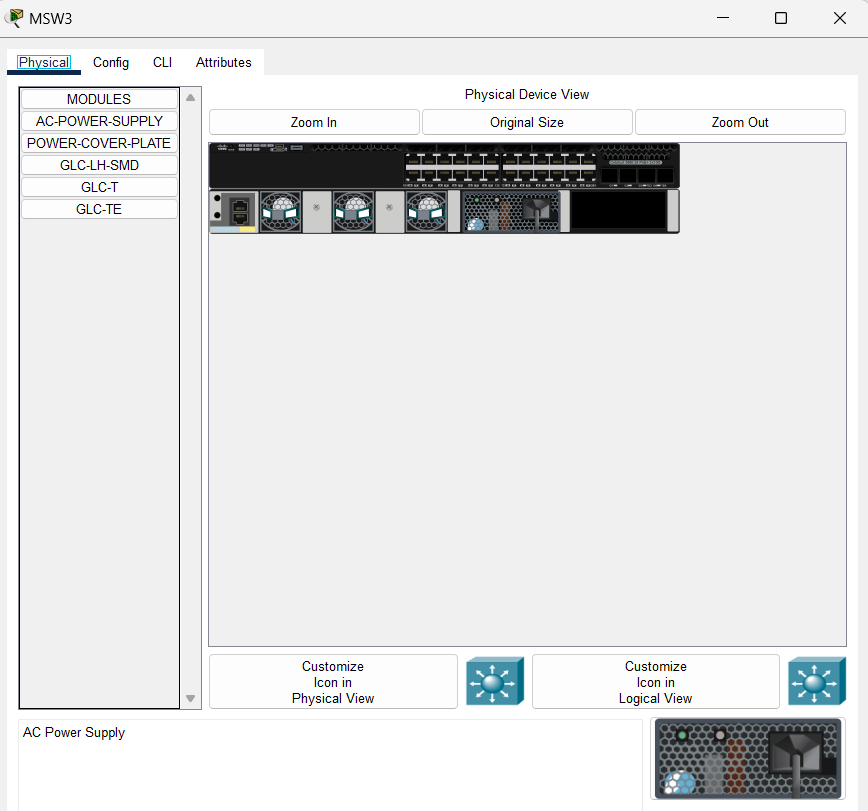 MSW3
Physical Config CLI Attributes
MODULES
AC-POWER-SUPPLY
POWER-COVER-PLATE
GLC-LH-SMD
GLC-T
GLC-TE
Physical Device View
Zoom In Original Size Zoom Out
Customize
Icon in
Physical View
Customize
Icon in
Logical View
AC Power Supply